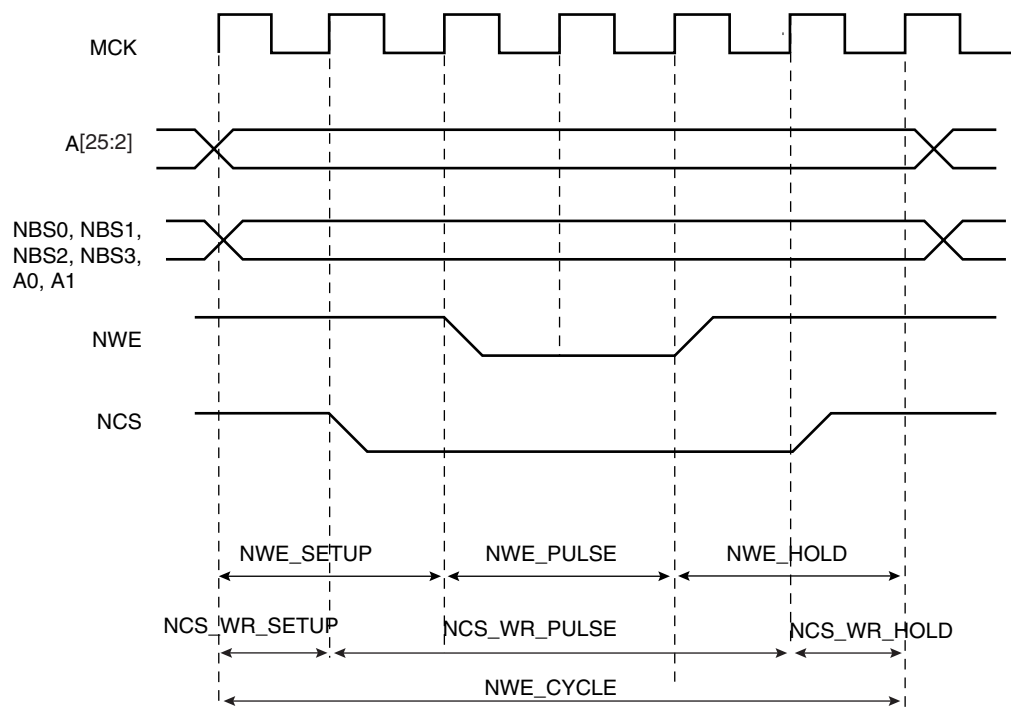 MCK
A[25:2]
NBS0, NBS1,
NBS2, NBS3,
A0, A1
NWE
NCS
NWE_SETUP
NWE_PULSE
NWE_HOLD
NCS_WR_SETUP
NCS_WR_PULSE
NCS_WR_HOLD
NWE_CYCLE